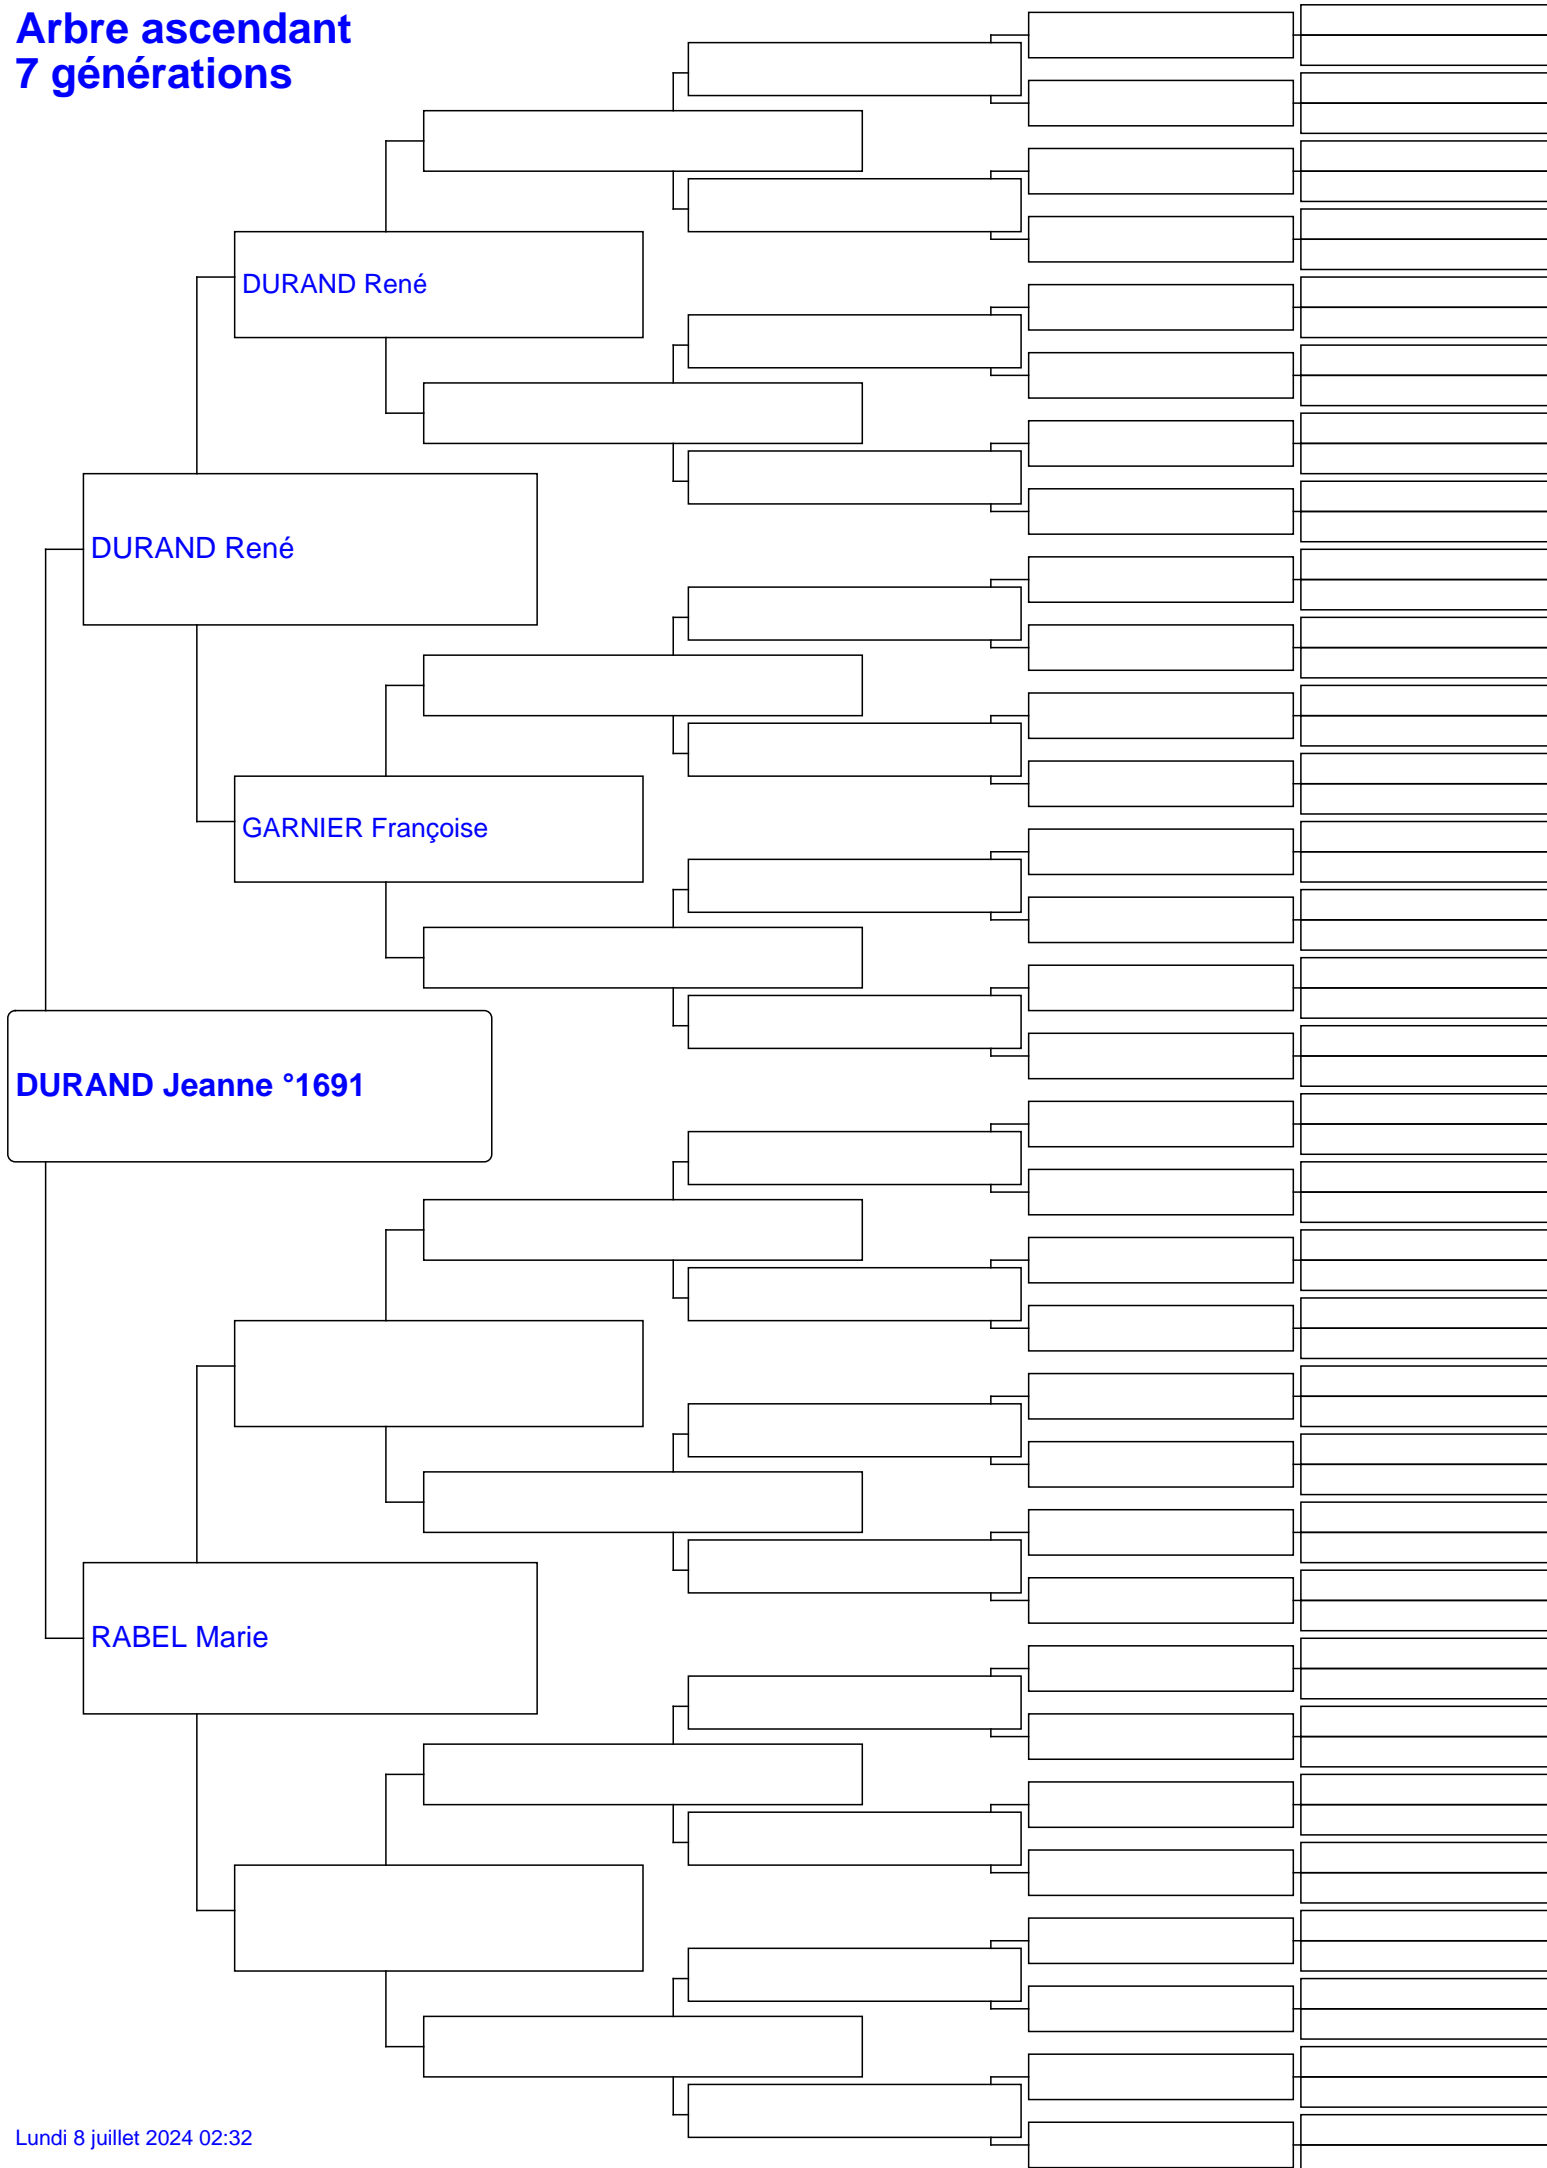 Arbre ascendant
7 générations
DURAND René
DURAND René
GARNIER Françoise
DURAND Jeanne °1691
RABEL Marie
Lundi 8 juillet 2024 02:32